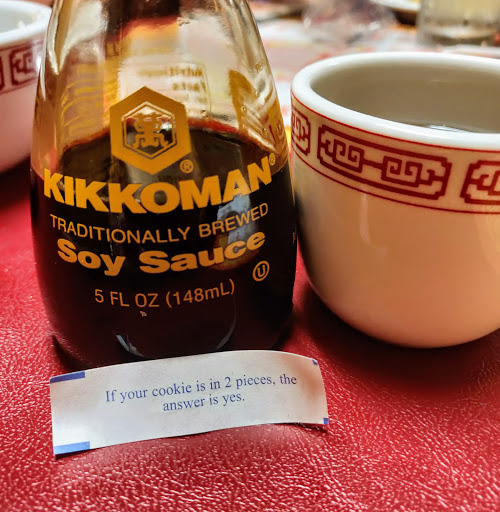 KIKKOMAN®
TRADITIONALLY BREWED
Soy Sauce
5 FL OZ (148mL)
If your cookie is in 2 pieces, the
answer is yes.